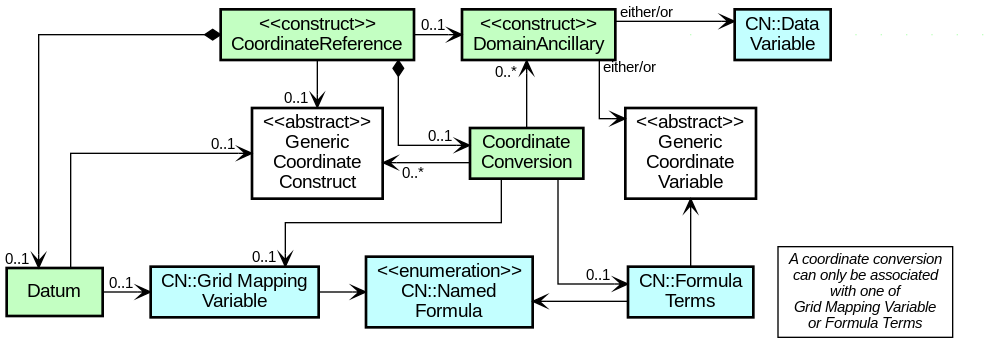 <<construct>>
CoordinateReference
0..1
<<construct>>
DomainAncillary
either/or
CN::Data
Variable
either/or
0..*
0..1
<<abstract>>
Generic
Coordinate
Construct
0..1
0..1
Coordinate
Conversion
0..*
<<abstract>>
Generic
Coordinate
Variable
0..1
Datum
0..1
0..1
CN::Grid Mapping
Variable
<<enumeration>>
CN::Named
Formula
0..1
CN::Formula
Terms
A coordinate conversion
can only be associated
with one of
Grid Mapping Variable
or Formula Terms